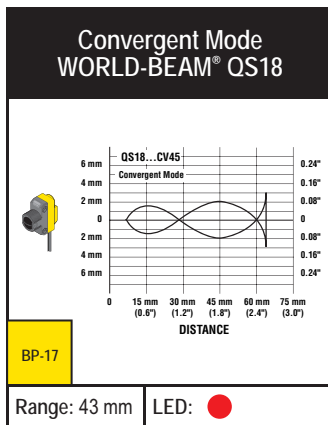 Convergent Mode
WORLD-BEAM® QS18
QS18...CV45
Convergent Mode
6 mm 0.24"
4 mm 0.16"
2 mm 0.08"
0 0
2 mm 0.08"
4 mm 0.16"
6 mm 0.24"
0 15 mm 30 mm 45 mm 60 mm 75 mm
(0.6") (1.2") (1.8") (2.4") (3.0")
DISTANCE
BP-17
Range: 43 mm LED: